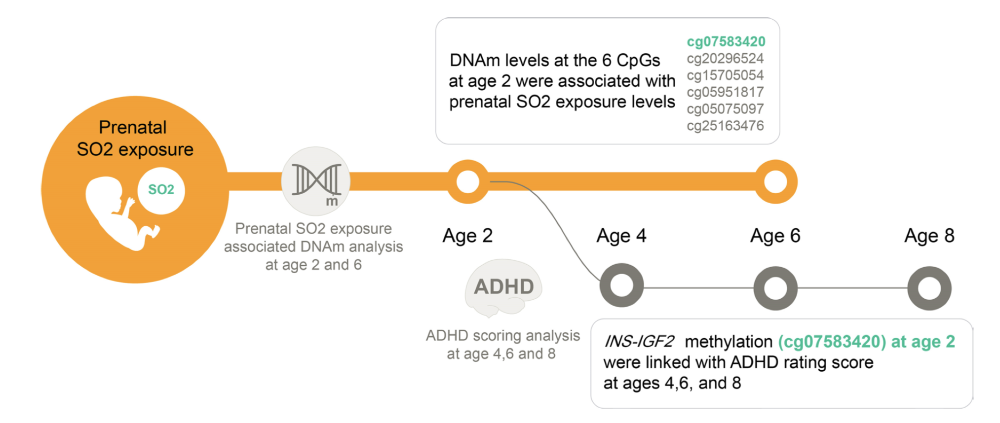 Prenatal
SO2 exposure
SO2
m
Prenatal SO2 exposure
associated DNAm analysis
at age 2 and 6
DNAm levels at the 6 CpGs
at age 2 were associated with
prenatal SO2 exposure levels
cg07583420
cg20296524
cg15705054
cg05951817
cg05075097
cg25163476
Age 2
Age 4
Age 6
Age 8
ADHD
ADHD scoring analysis
at age 4,6 and 8
INS-IGF2 methylation (cg07583420) at age 2
were linked with ADHD rating score
at ages 4,6, and 8